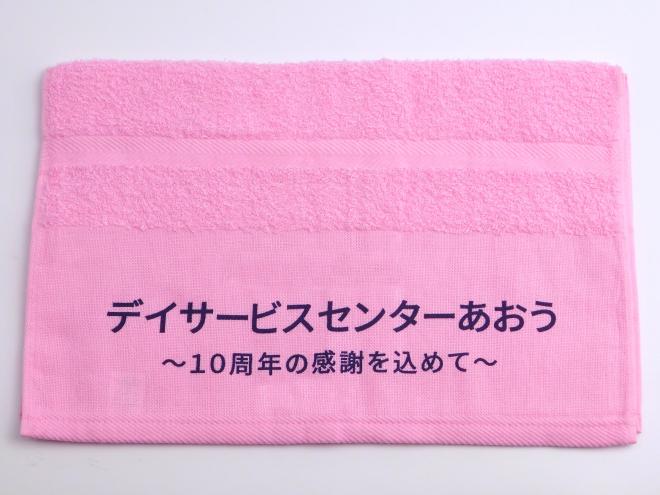 デイサービスセンターあおう
～10周年の感謝を込めて～